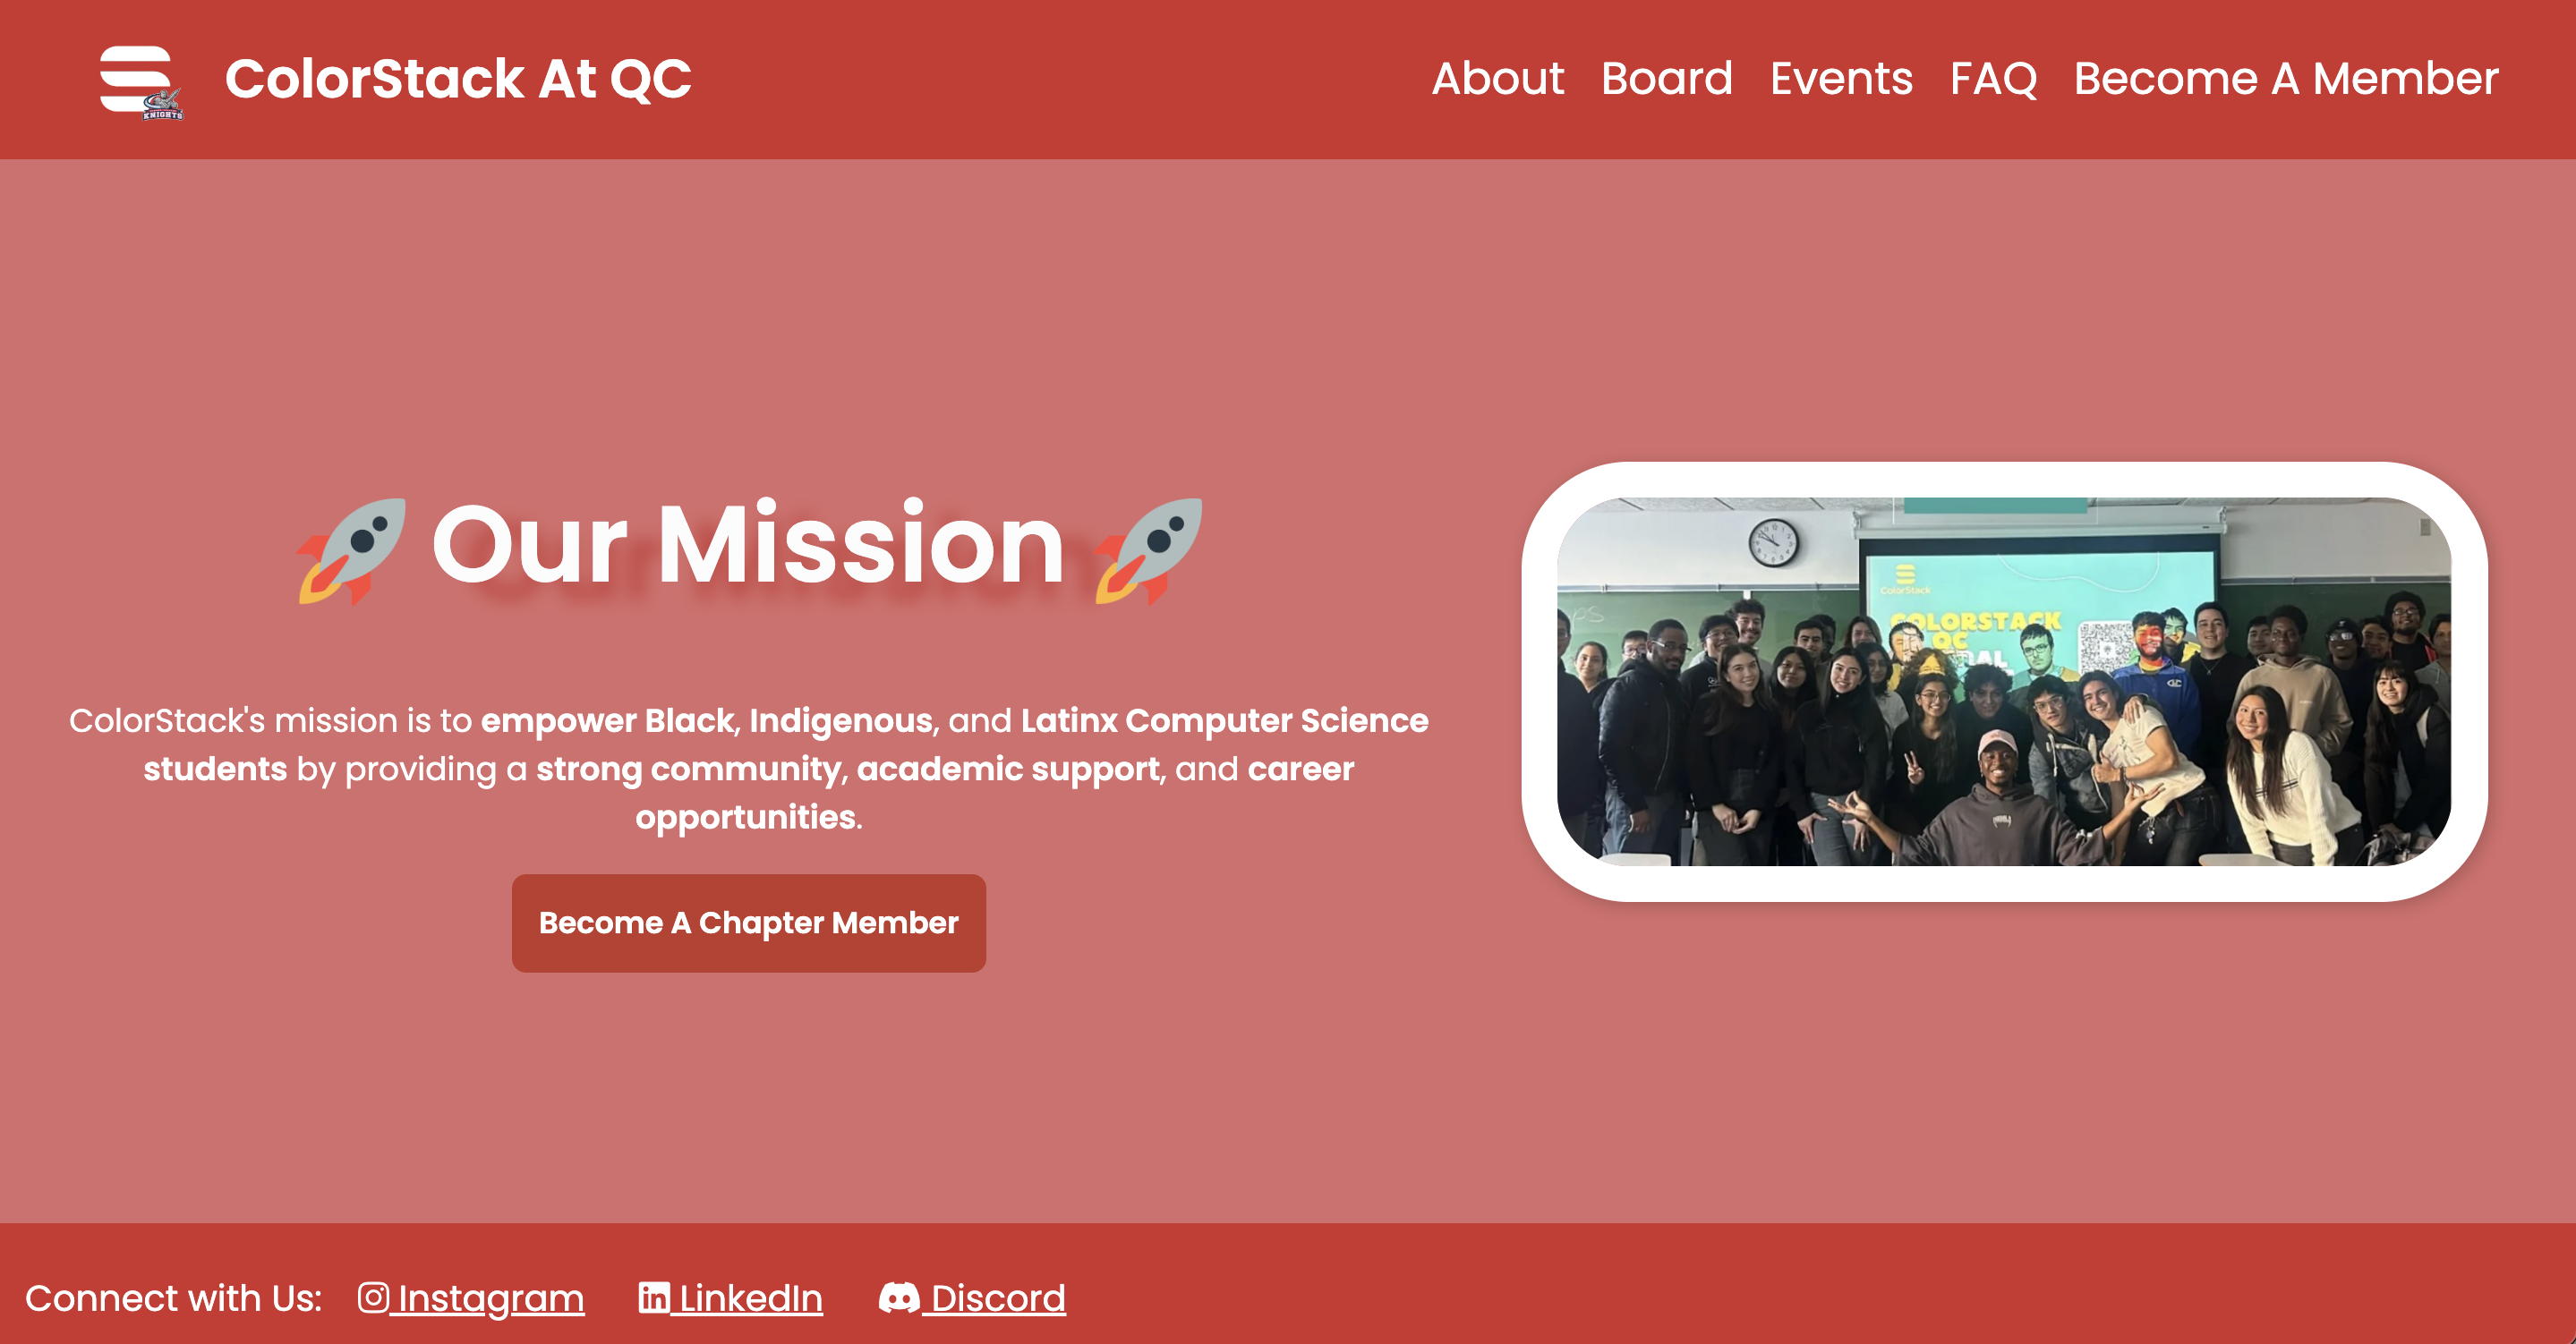 KNIGHTS
ColorStack At QC
About Board Events FAQ Become A Member
🚀 Our Mission 🚀
ColorStack's mission is to empower Black, Indigenous, and Latinx Computer Science
students by providing a strong community, academic support, and career
opportunities.
Become A Chapter Member
ColorStack
COLORSTACK
QC
Connect with Us: Instagram LinkedIn Discord